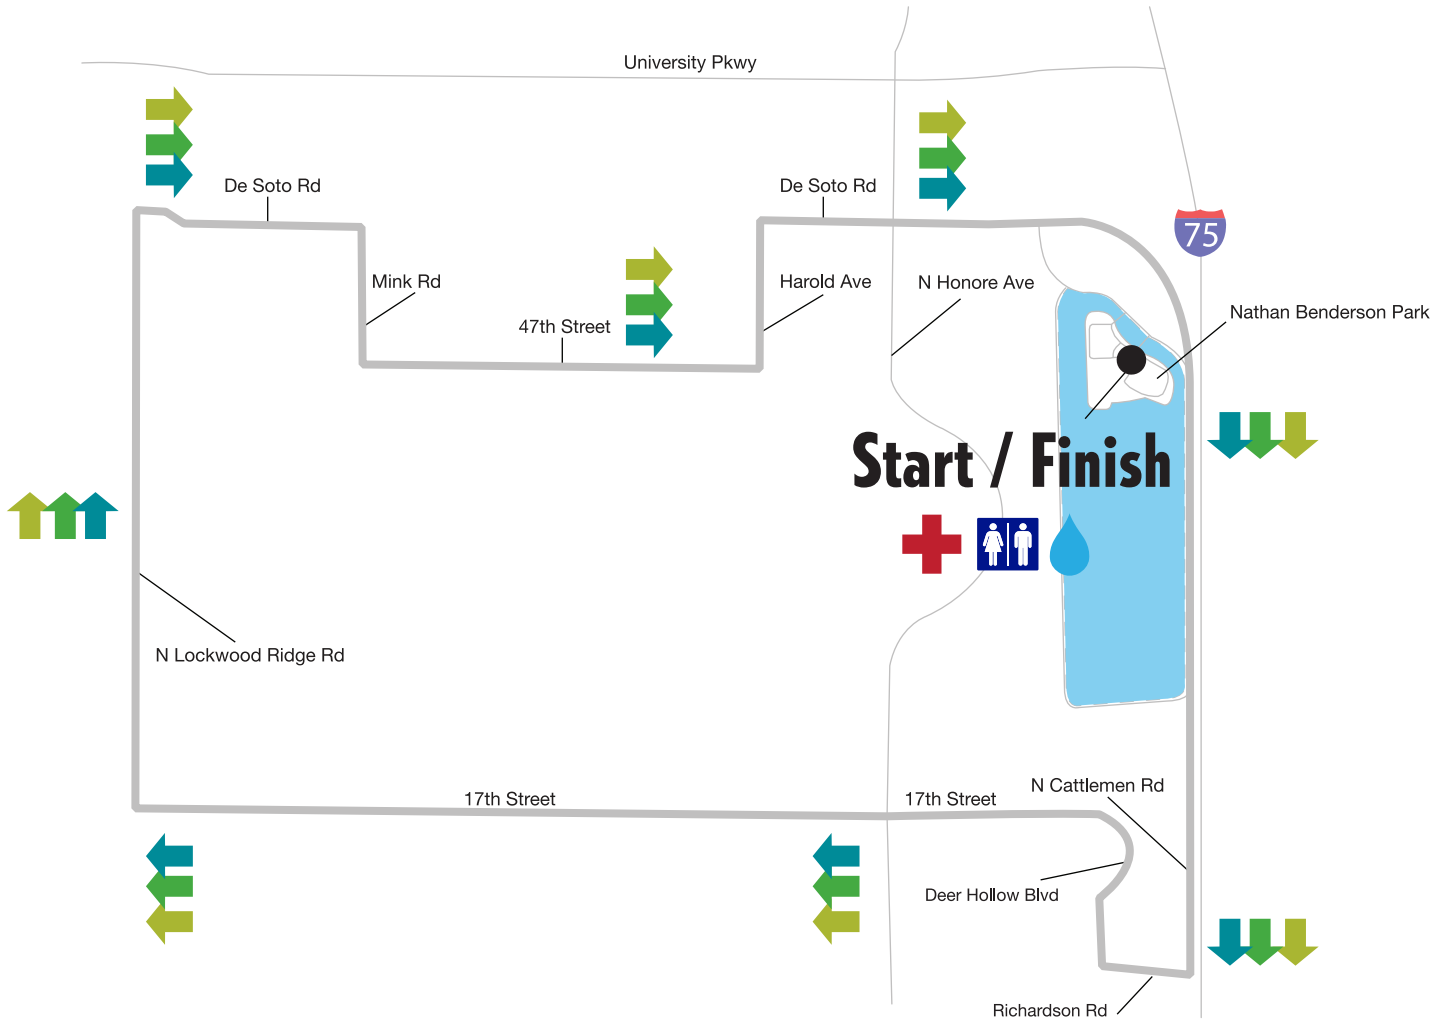 University Pkwy
De Soto Rd
De Soto Rd
75
Mink Rd
Harold Ave
N Honore Ave
Nathan Benderson Park
47th Street
Start / Finish
N Lockwood Ridge Rd
17th Street
17th Street
N Cattlemen Rd
Deer Hollow Blvd
Richardson Rd